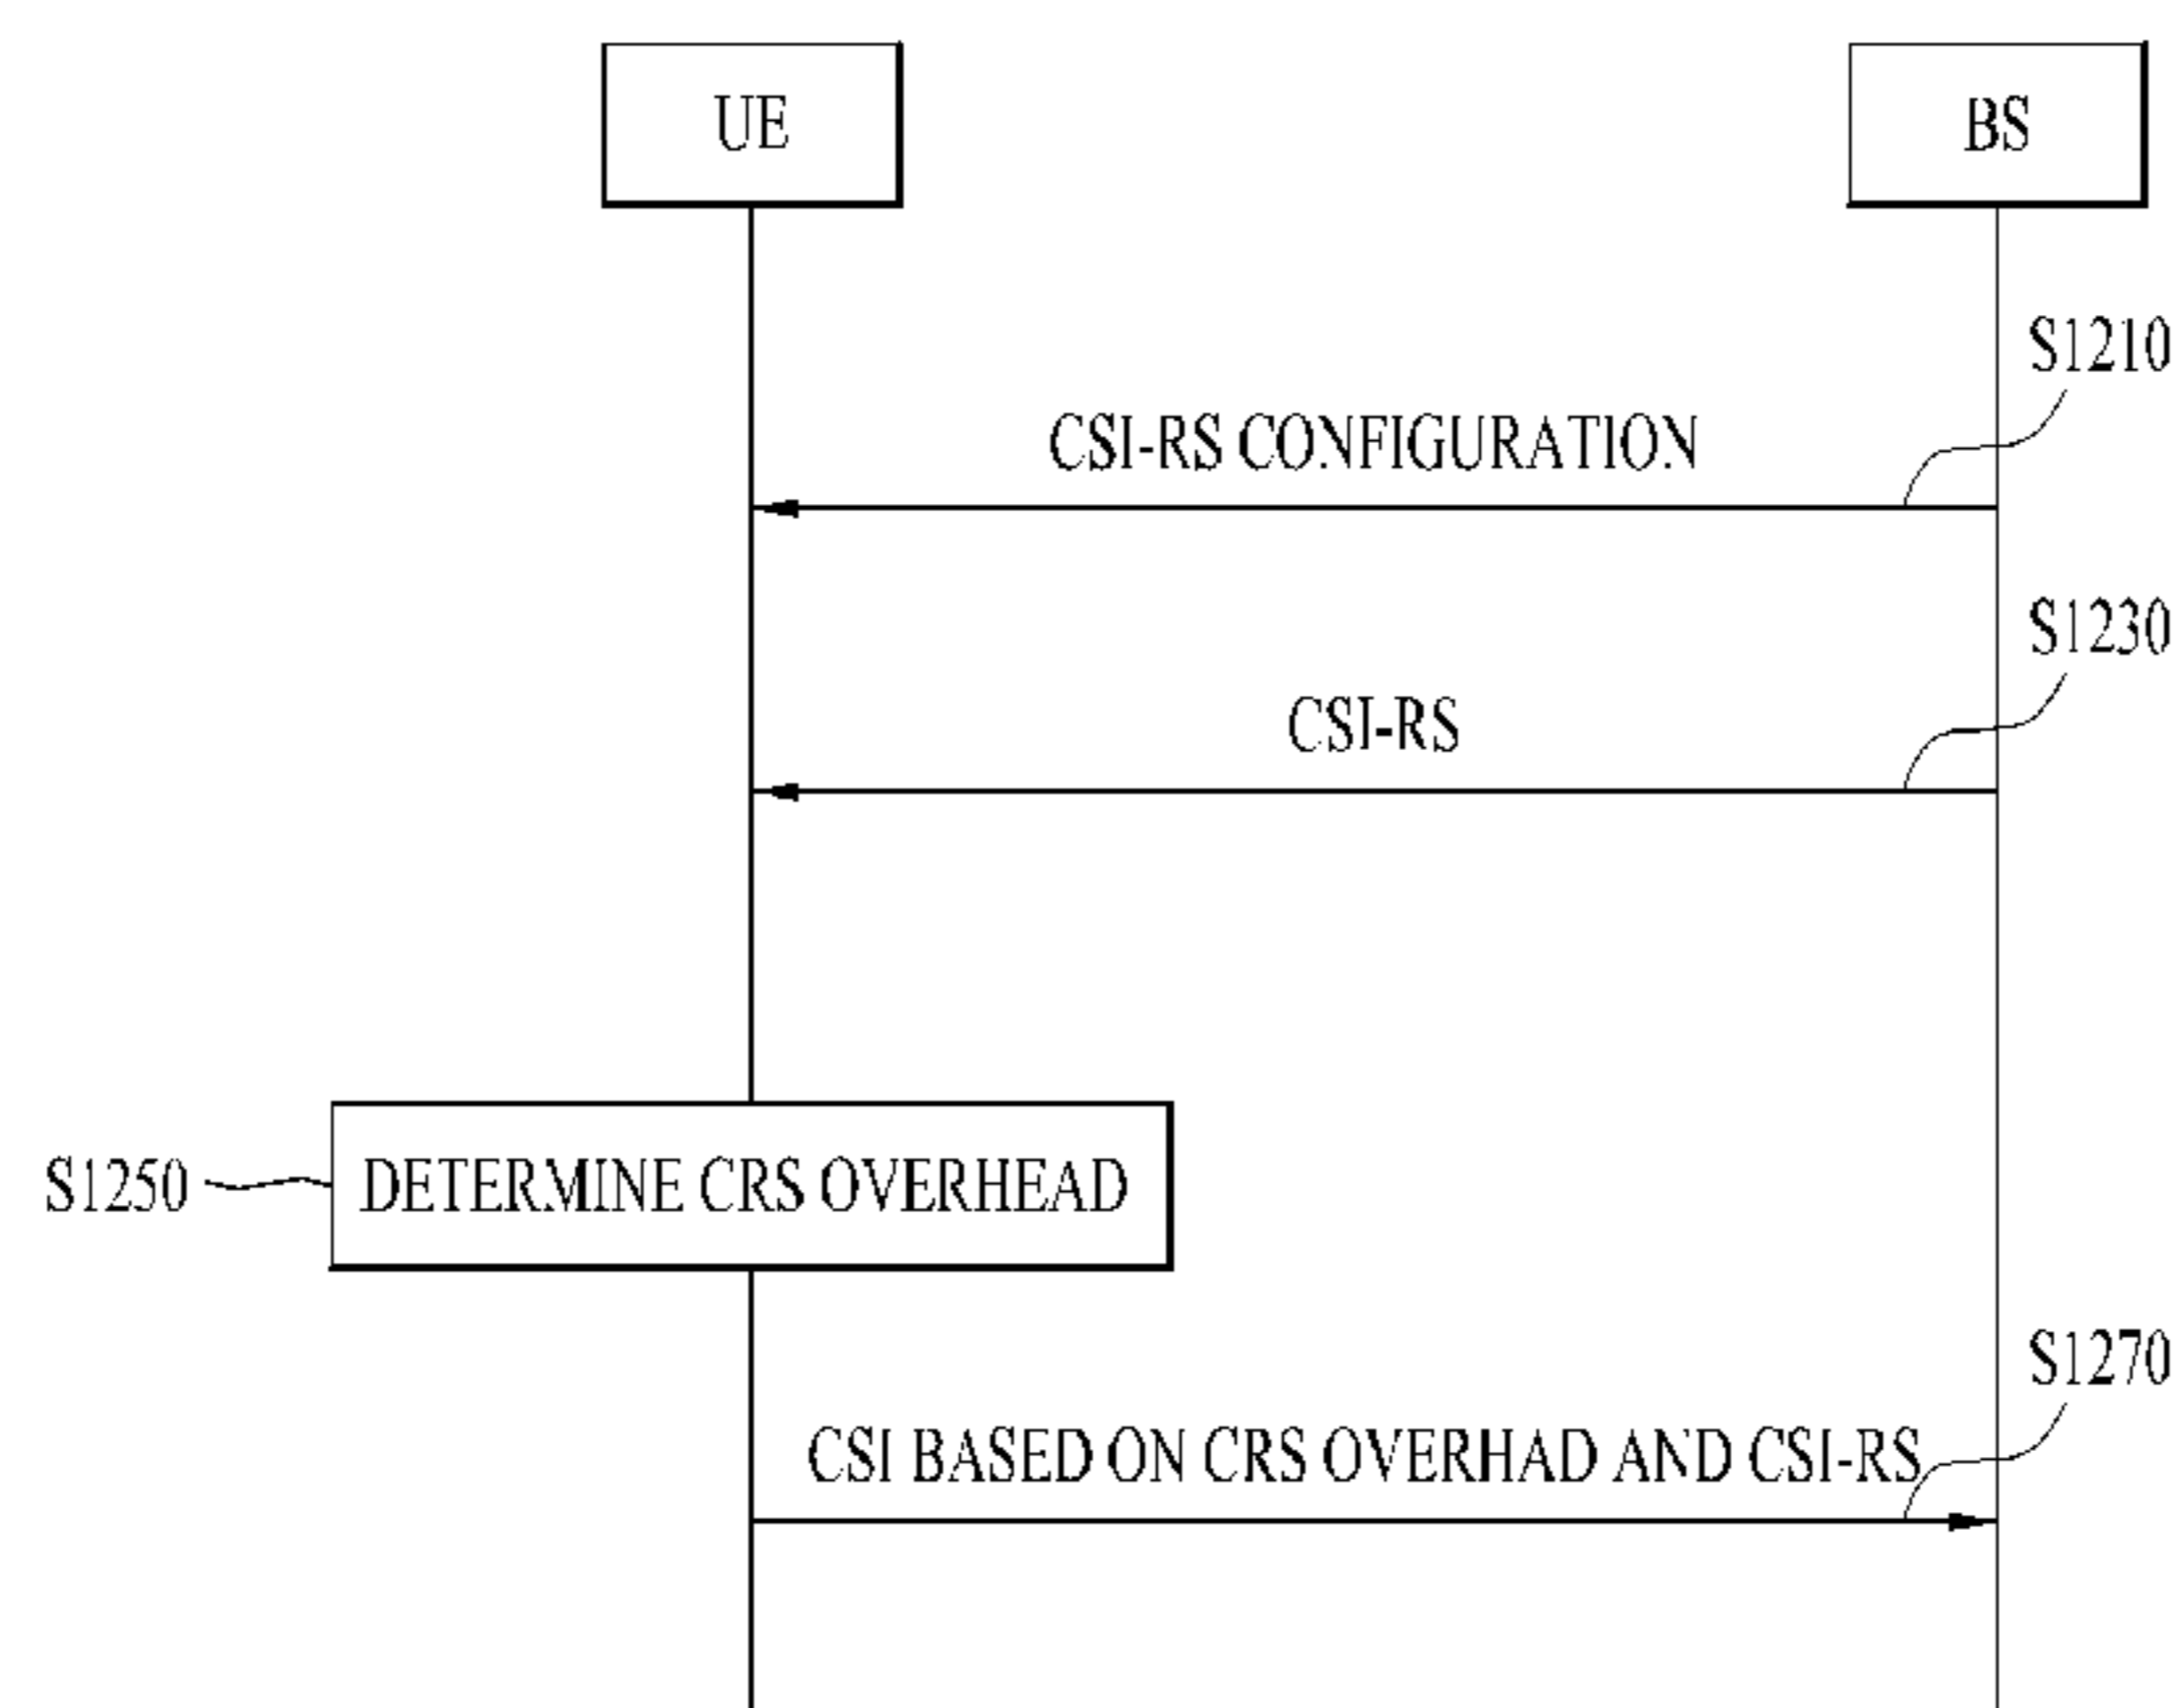 UE
BS
S1210
CSI-RS CONFIGURATION
S1230
CSI-RS
S1250
DETERMINE CRS OVERHEAD
S1270
CSI BASED ON CRS OVERHAD AND CSI-RS